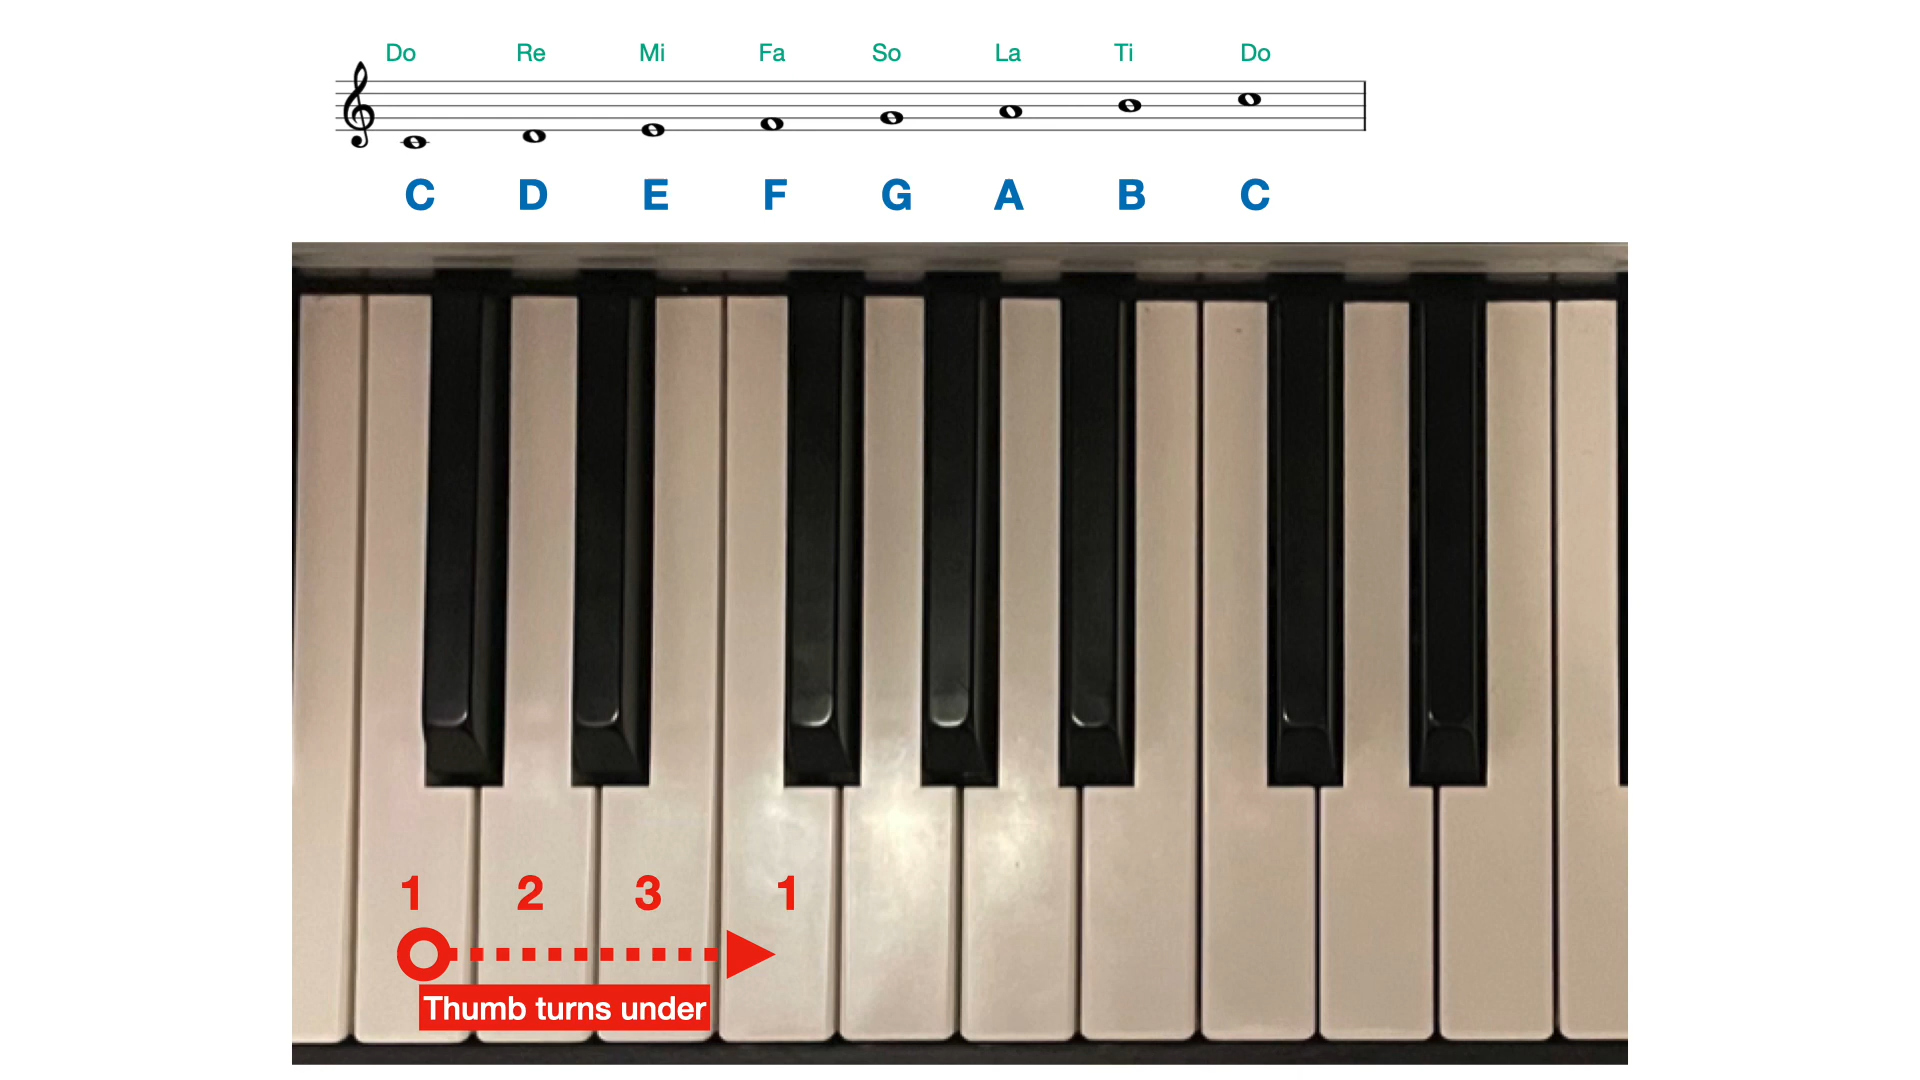 Do Re Mi Fa So La Ti Do
C D E F G A B C
1 2 3 1
Thumb turns under